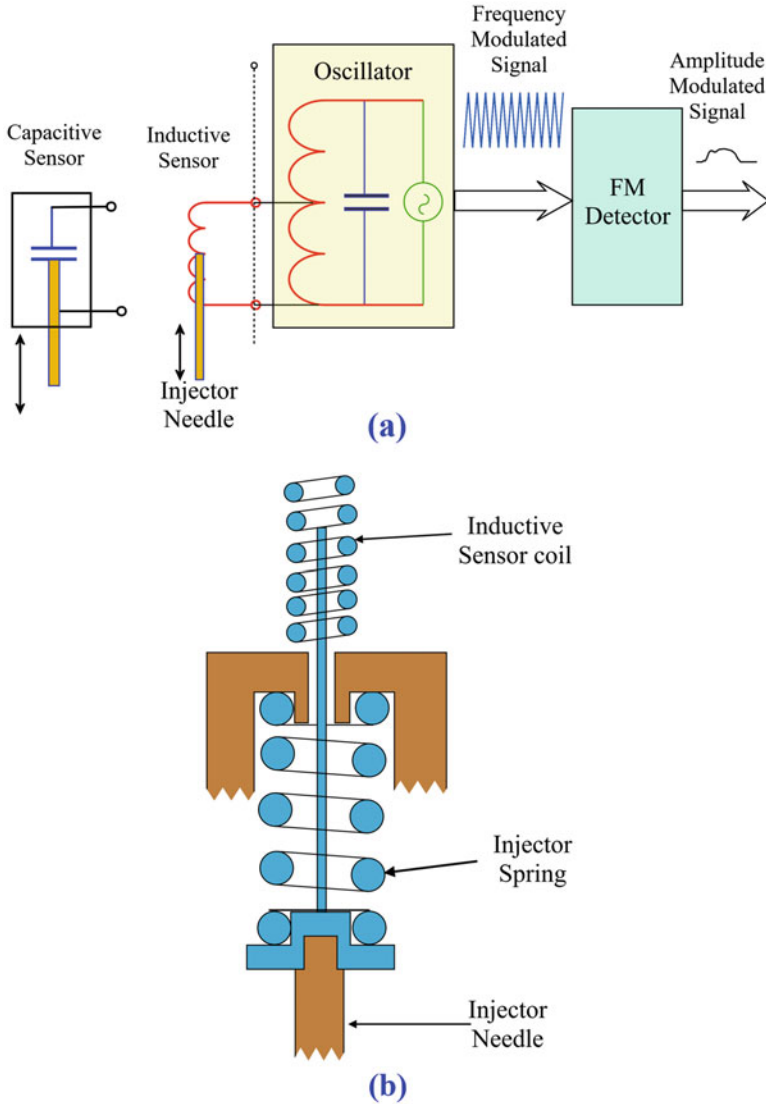 Frequency
Modulated
Signal
Oscillator
Amplitude
Modulated
Signal
Capacitive
Sensor
Inductive
Sensor
FM
Detector
Injector
Needle
(a)
Inductive
Sensor coil
Injector
Spring
Injector
Needle
(b)